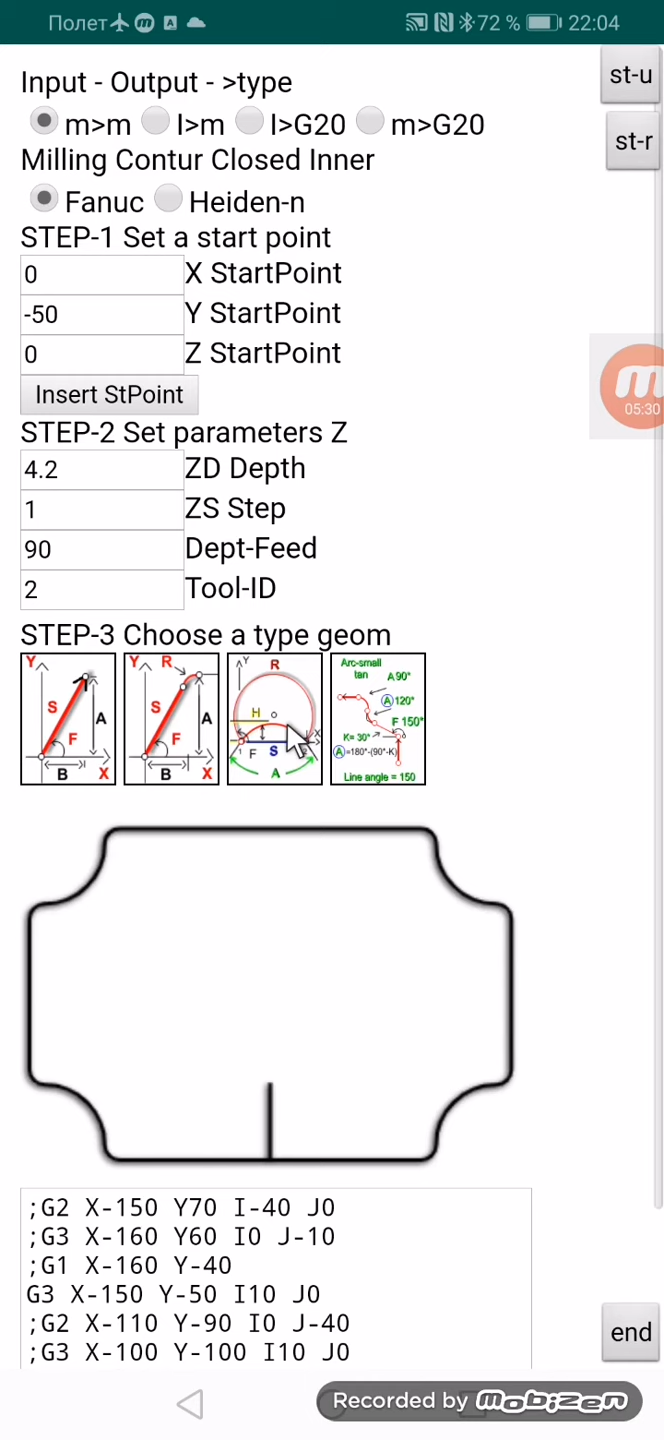 Полет 72 % 22:04
Input - Output - >type
st-u
m>m I>m I>G20 m>G20
st-r
Milling Contur Closed Inner
Fanuc Heiden-n
STEP-1 Set a start point
0 X StartPoint
-50 Y StartPoint
0 Z StartPoint
05:30
Insert StPoint
STEP-2 Set parameters Z
4.2 ZD Depth
1 ZS Step
90 Dept-Feed
2 Tool-ID
STEP-3 Choose a type geom
Y S A F B X
Y R S A F B X
Y R H X 1 F S A
Arc-small
tan A90°
A 120°
F 150°
K= 30°
A =180°-(90°-K)
Line angle = 150
;G2 X-150 Y70 I-40 J0
;G3 X-160 Y60 I0 J-10
;G1 X-160 Y-40
G3 X-150 Y-50 I10 J0
;G2 X-110 Y-90 I0 J-40
;G3 X-100 Y-100 I10 J0
end
Recorded by mobizen